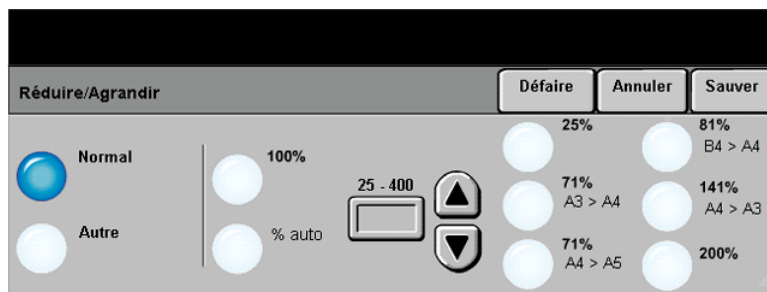 Réduire/Agrandir
Défaire
Annuler
Sauver
Normal
Autre
100%
% auto
25 - 400
25%
71%
A3 > A4
71%
A4 > A5
81%
B4 > A4
141%
A4 > A3
200%